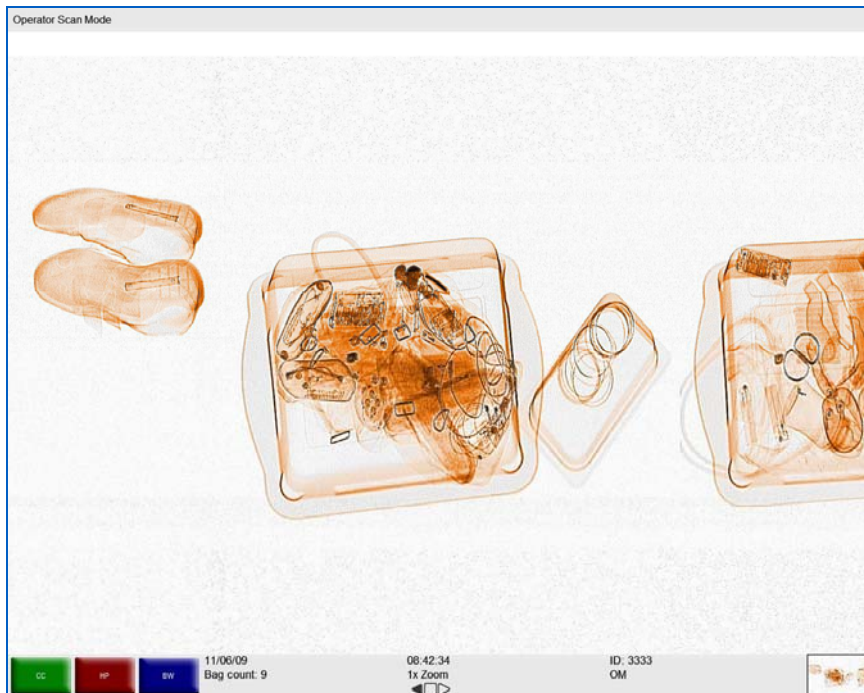 Operator Scan Mode
CC
HP
BW
11/06/09
Bag count: 9
08:42:34
1x Zoom
ID: 3333
OM